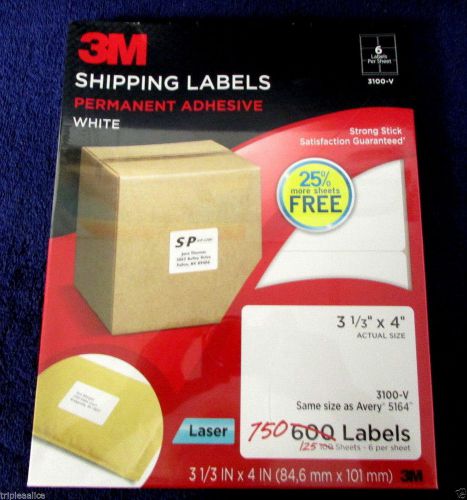 3M
6
Labels
Per Sheet
3100-V
SHIPPING LABELS
PERMANENT ADHESIVE
WHITE
Strong Stick
Satisfaction Guaranteed*
25%
more sheets
FREE
SP
3 1/3" x 4"
ACTUAL SIZE
3100-V
Same size as Avery® 5164*
Laser
750 600 Labels
125 100 Sheets - 6 per sheet
3 1/3 IN x 4 IN (84,6 mm x 101 mm) 3M
triplesalica